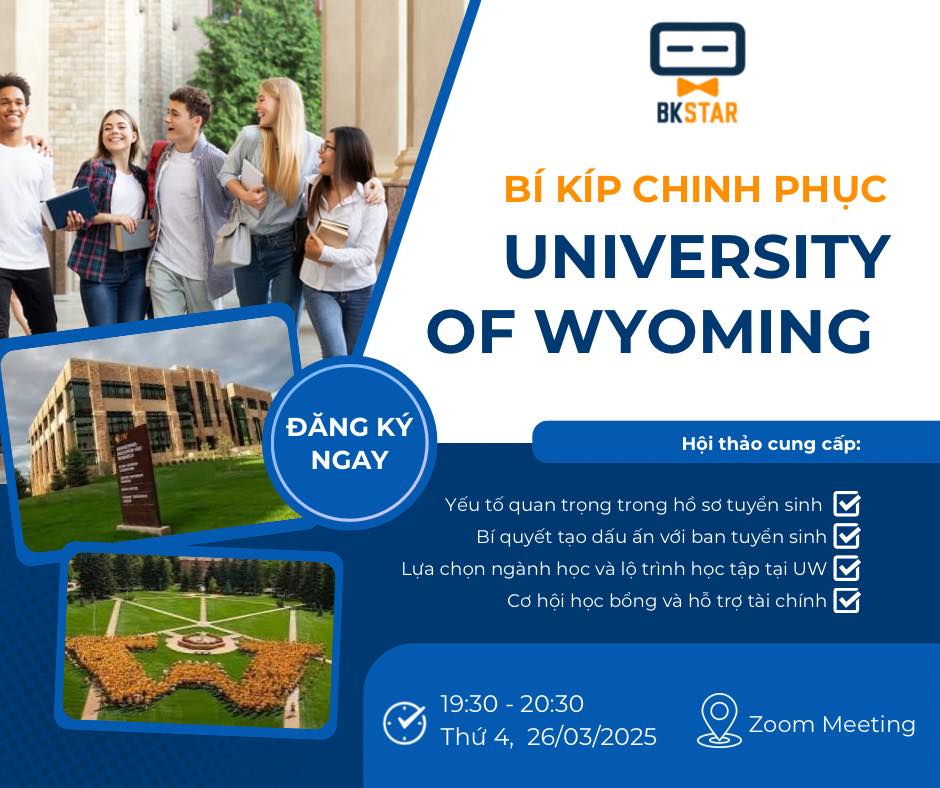 BKSTAR
BÍ KÍP CHINH PHỤC
UNIVERSITY
OF WYOMING
ĐĂNG KÝ
NGAY
Hội thảo cung cấp:
Yếu tố quan trọng trong hồ sơ tuyển sinh
Bí quyết tạo dấu ấn với ban tuyển sinh
Lựa chọn ngành học và lộ trình học tập tại UW
Cơ hội học bổng và hỗ trợ tài chính
19:30 - 20:30
Thứ 4, 26/03/2025
Zoom Meeting